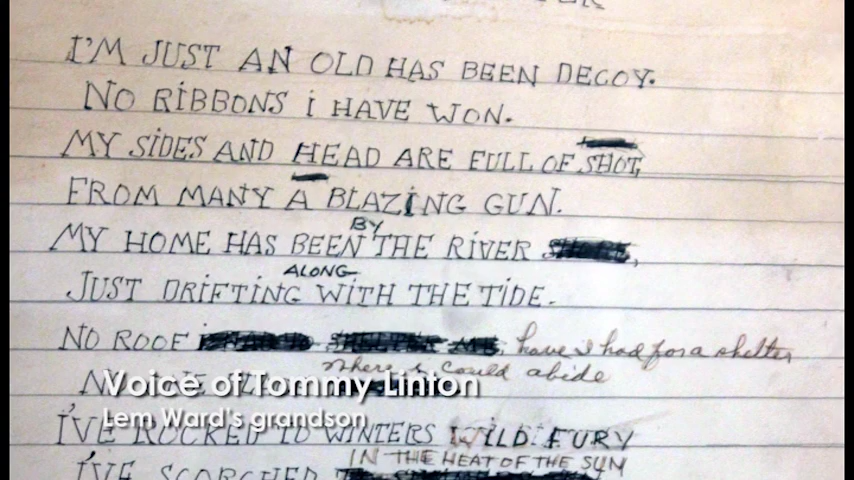 I'M JUST AN OLD HAS BEEN DECOY.
NO RIBBONS I HAVE WON.
MY SIDES AND HEAD ARE FULL OF SHOT,
FROM MANY A BLAZING GUN.
BY
MY HOME HAS BEEN THE RIVER
ALONG
JUST DRIFTING WITH THE TIDE.
NO ROOF have I had for a shelter
where I could abide
Voice of Tommy Linton
Lem Ward's grandson
I'VE ROCKED TO WINTERS WILD FURY
IN THE HEAT OF THE SUN
I'VE SCORCHED